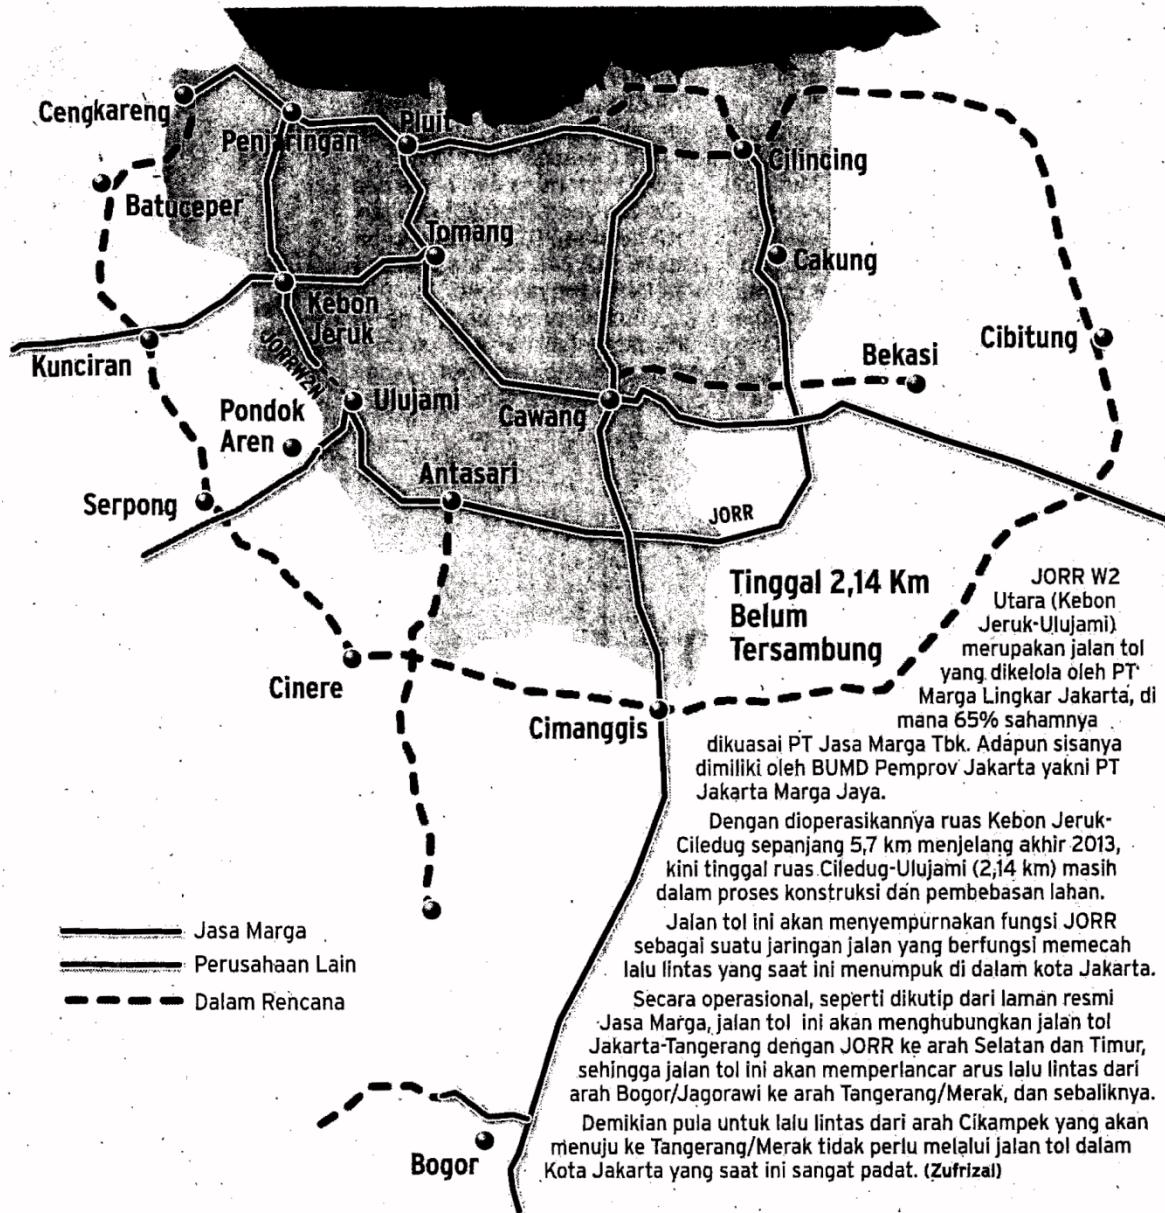 Cengkareng
Penjaringan
Pluit
Cilincing
Batuceper
Tomang
Cakung
Kebon
Jeruk
Kunciran
JORRW2N
Bekasi
Cibitung
Pondok
Aren
Ulujami
Cawang
Antasari
Serpong
JORR
Cinere
Cimanggis
Bogor
Jasa Marga
Perusahaan Lain
Dalam Rencana
Tinggal 2,14 Km
Belum
Tersambung
JORR W2
Utara (Kebon
Jeruk-Ulujami)
merupakan jalan tol
yang dikelola oleh PT
Marga Lingkar Jakarta, di
mana 65% sahamnya
dikuasai PT Jasa Marga Tbk. Adapun sisanya
dimiliki oleh BUMD Pemprov Jakarta yakni PT
Jakarta Marga Jaya.
Dengan dioperasikannya ruas Kebon Jeruk-
Ciledug sepanjang 5,7 km menjelang akhir 2013,
kini tinggal ruas Ciledug-Ulujami (2,14 km) masih
dalam proses konstruksi dan pembebasan lahan.
Jalan tol ini akan menyempurnakan fungsi JORR
sebagai suatu jaringan jalan yang berfungsi memecah
lalu lintas yang saat ini menumpuk di dalam kota Jakarta.
Secara operasional, seperti dikutip dari laman resmi
Jasa Marga, jalan tol ini akan menghubungkan jalan tol
Jakarta-Tangerang dengan JORR ke arah Selatan dan Timur,
sehingga jalan tol ini akan memperlancar arus lalu lintas dari
arah Bogor/Jagorawi ke arah Tangerang/Merak, dan sebaliknya.
Demikian pula untuk lalu lintas dari arah Cikampek yang akan
menuju ke Tangerang/Merak tidak perlu melalui jalan tol dalam
Kota Jakarta yang saat ini sangat padat. (Zufrizal)